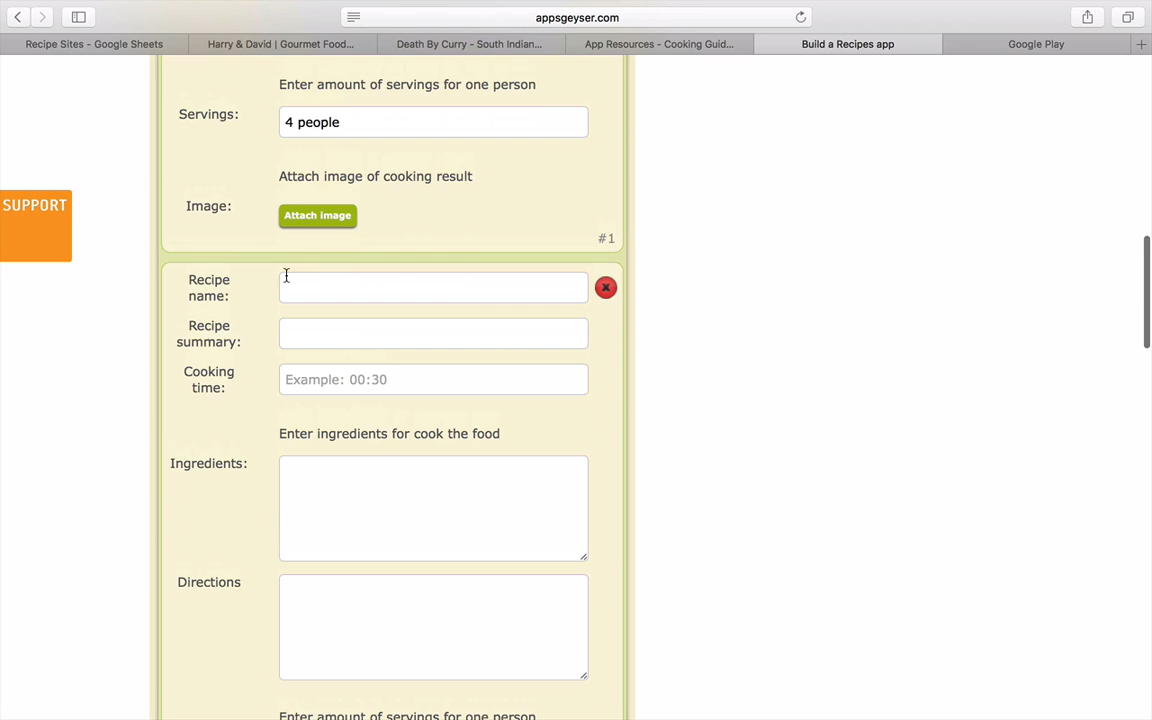 appsgeyser.com
Recipe Sites - Google Sheets
Harry & David | Gourmet Food...
Death By Curry - South Indian...
App Resources - Cooking Guid...
Build a Recipes app
Google Play
Enter amount of servings for one person
Servings:
4 people
Attach image of cooking result
Image:
Attach image
#1
SUPPORT
Recipe
name:
Recipe
summary:
Cooking
time:
Example: 00:30
Enter ingredients for cook the food
Ingredients:
Directions
Enter amount of servings for one person